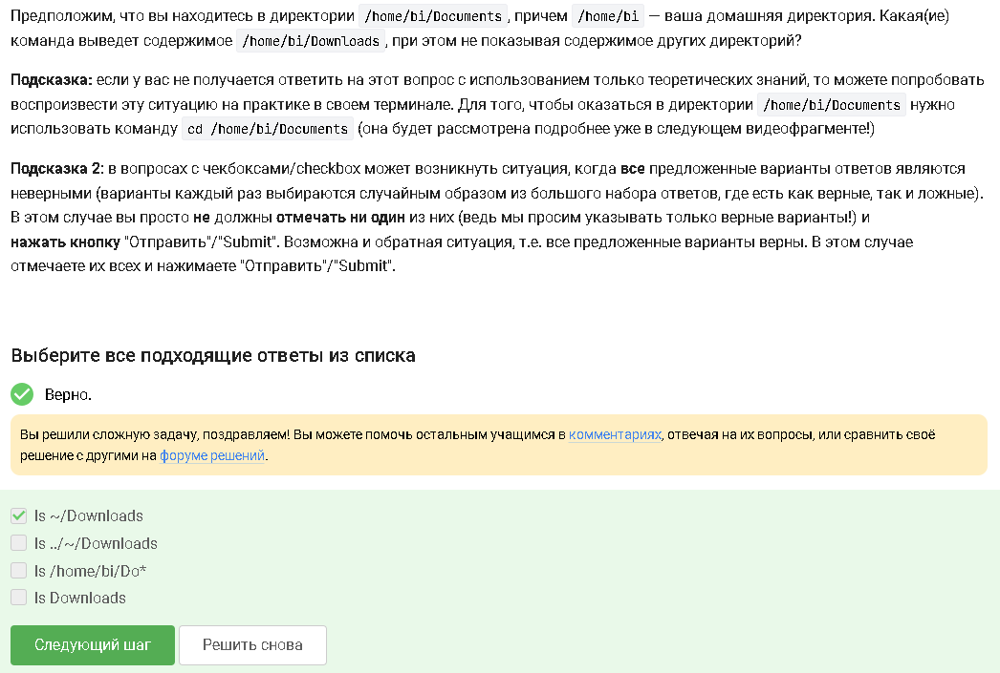 Предположим, что вы находитесь в директории /home/bi/Documents, причем /home/bi — ваша домашняя директория. Какая(ие)
команда выведет содержимое /home/bi/Downloads, при этом не показывая содержимое других директорий?
Подсказка: если у вас не получается ответить на этот вопрос с использованием только теоретических знаний, то можете попробовать
воспроизвести эту ситуацию на практике в своем терминале. Для того, чтобы оказаться в директории /home/bi/Documents нужно
использовать команду cd /home/bi/Documents (она будет рассмотрена подробнее уже в следующем видеофрагменте!)
Подсказка 2: в вопросах с чекбоксами/checkbox может возникнуть ситуация, когда все предложенные варианты ответов являются
неверными (варианты каждый раз выбираются случайным образом из большого набора ответов, где есть как верные, так и ложные).
В этом случае вы просто не должны отмечать ни один из них (ведь мы просим указывать только верные варианты!) и
нажать кнопку "Отправить"/"Submit". Возможна и обратная ситуация, т.е. все предложенные варианты верны. В этом случае
отмечаете их всех и нажимаете "Отправить"/"Submit".
Выберите все подходящие ответы из списка
Верно.
Вы решили сложную задачу, поздравляем! Вы можете помочь остальным учащимся в комментариях, отвечая на их вопросы, или сравнить своё
решение с другими на форуме решений.
ls ~/Downloads
ls ../~/Downloads
ls /home/bi/Do*
ls Downloads
Следующий шаг
Решить снова